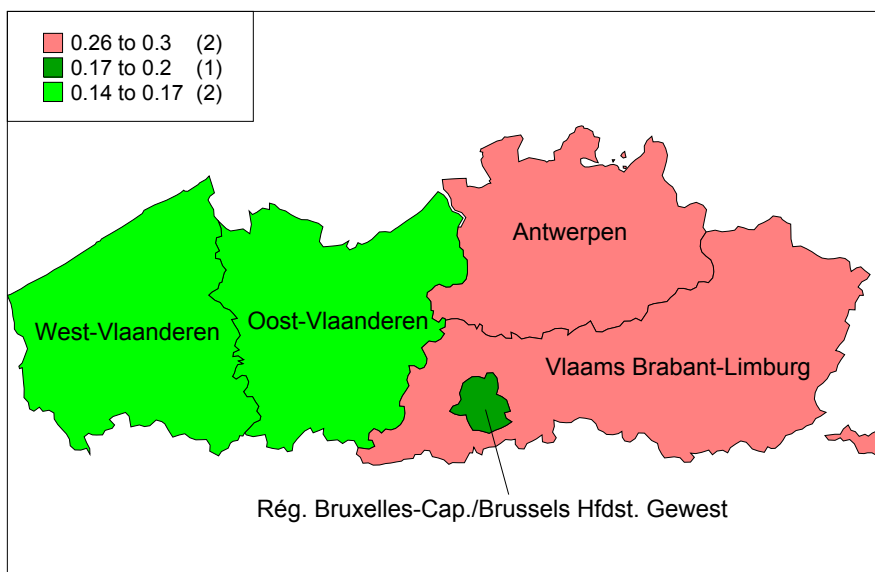 0.26 to 0.3 (2)
0.17 to 0.2 (1)
0.14 to 0.17 (2)
Antwerpen
Oost-Vlaanderen
West-Vlaanderen
Vlaams Brabant-Limburg
Rég. Bruxelles-Cap./Brussels Hfdst. Gewest